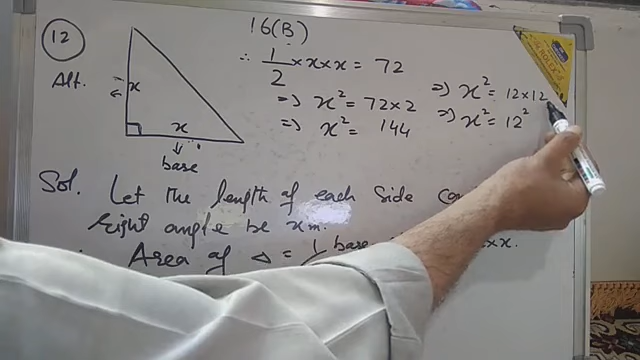 12
16(B)
Alt. x
x
base
∴ 1/2 × x × x = 72
=) x² = 72 × 2
=) x² = 144
=) x² = 12 × 12
=) x² = 12²
Sol. Let the length of each side
right angle be x m.
Area of △ = 1 base x.